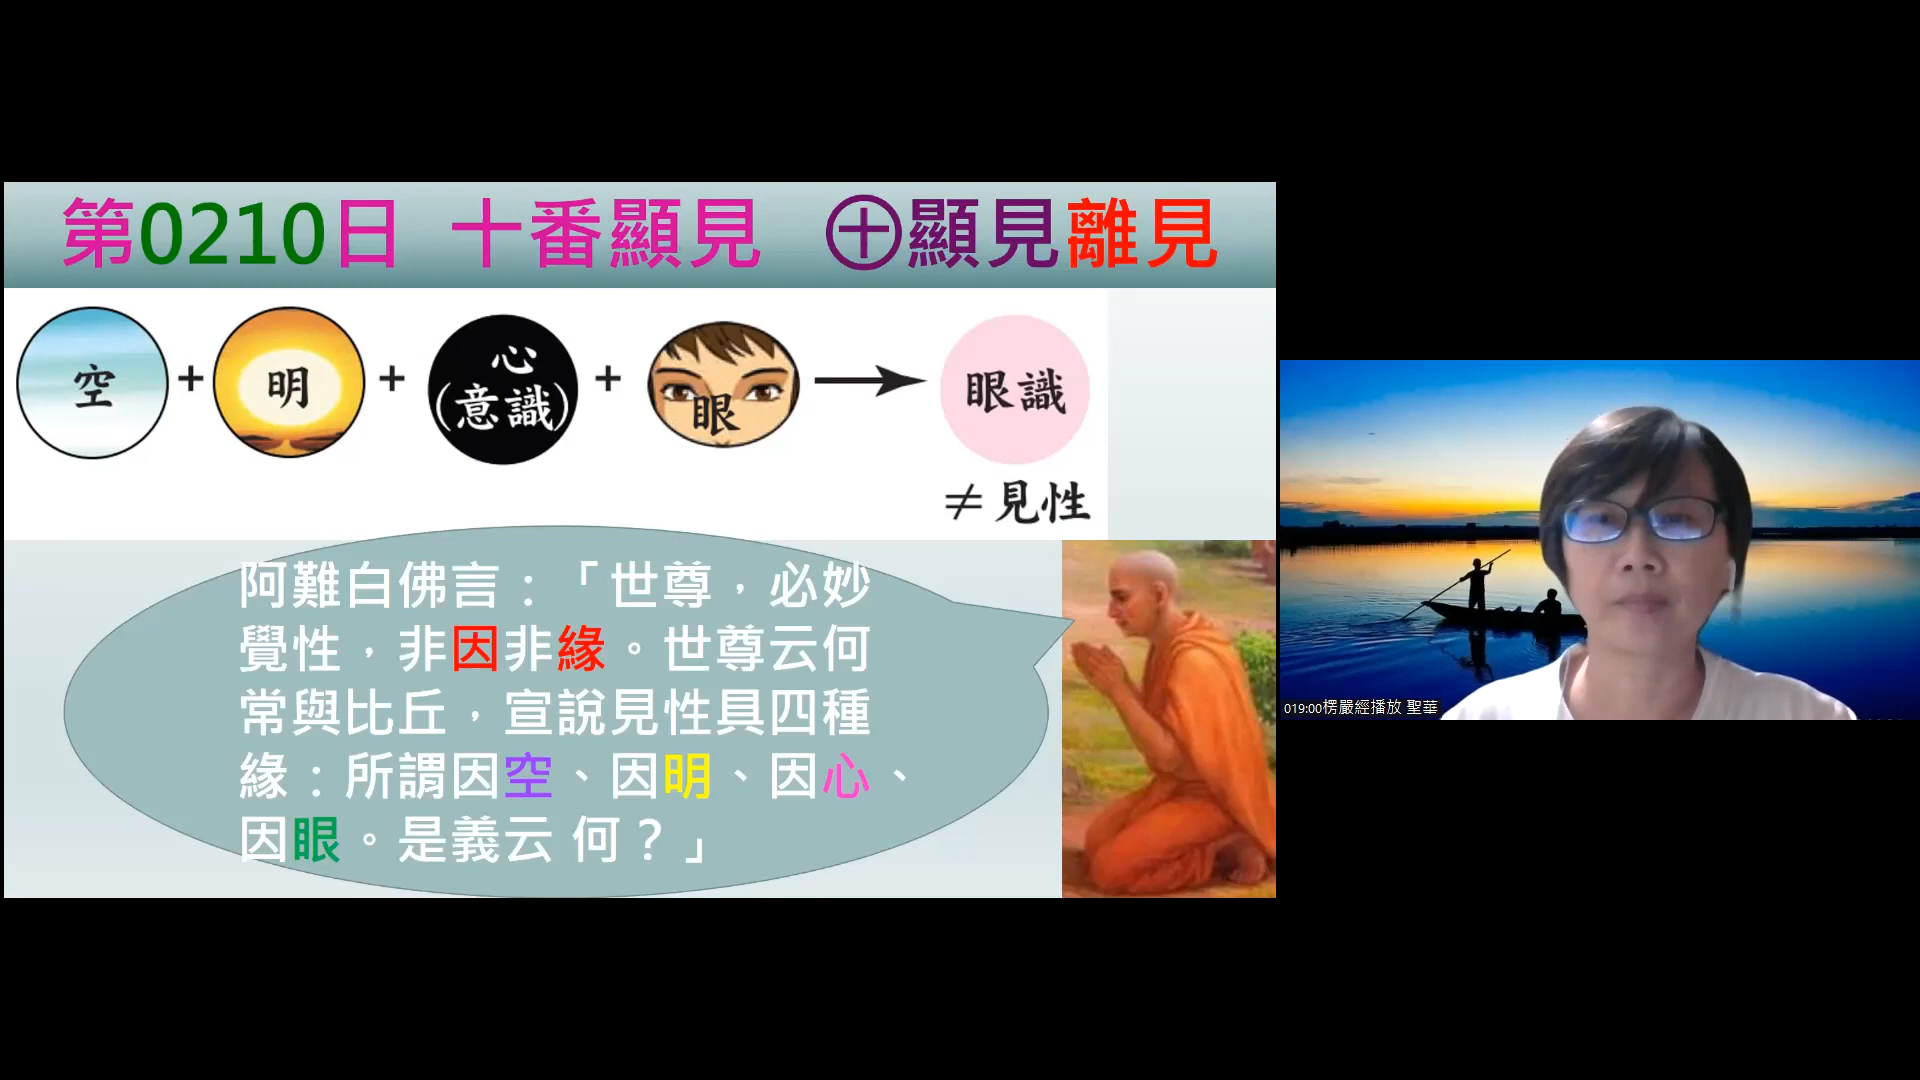 第0210日 十番顯見 ㊉顯見離見
空 + 明 + 心(意識) + 眼 → 眼識
≠見性
阿難白佛言：「世尊，必妙
覺性，非因非緣。世尊云何
常與比丘，宣說見性具四種
緣：所謂因空、因明、因心、
因眼。是義云 何？」
019:00楞嚴經播放 聖華